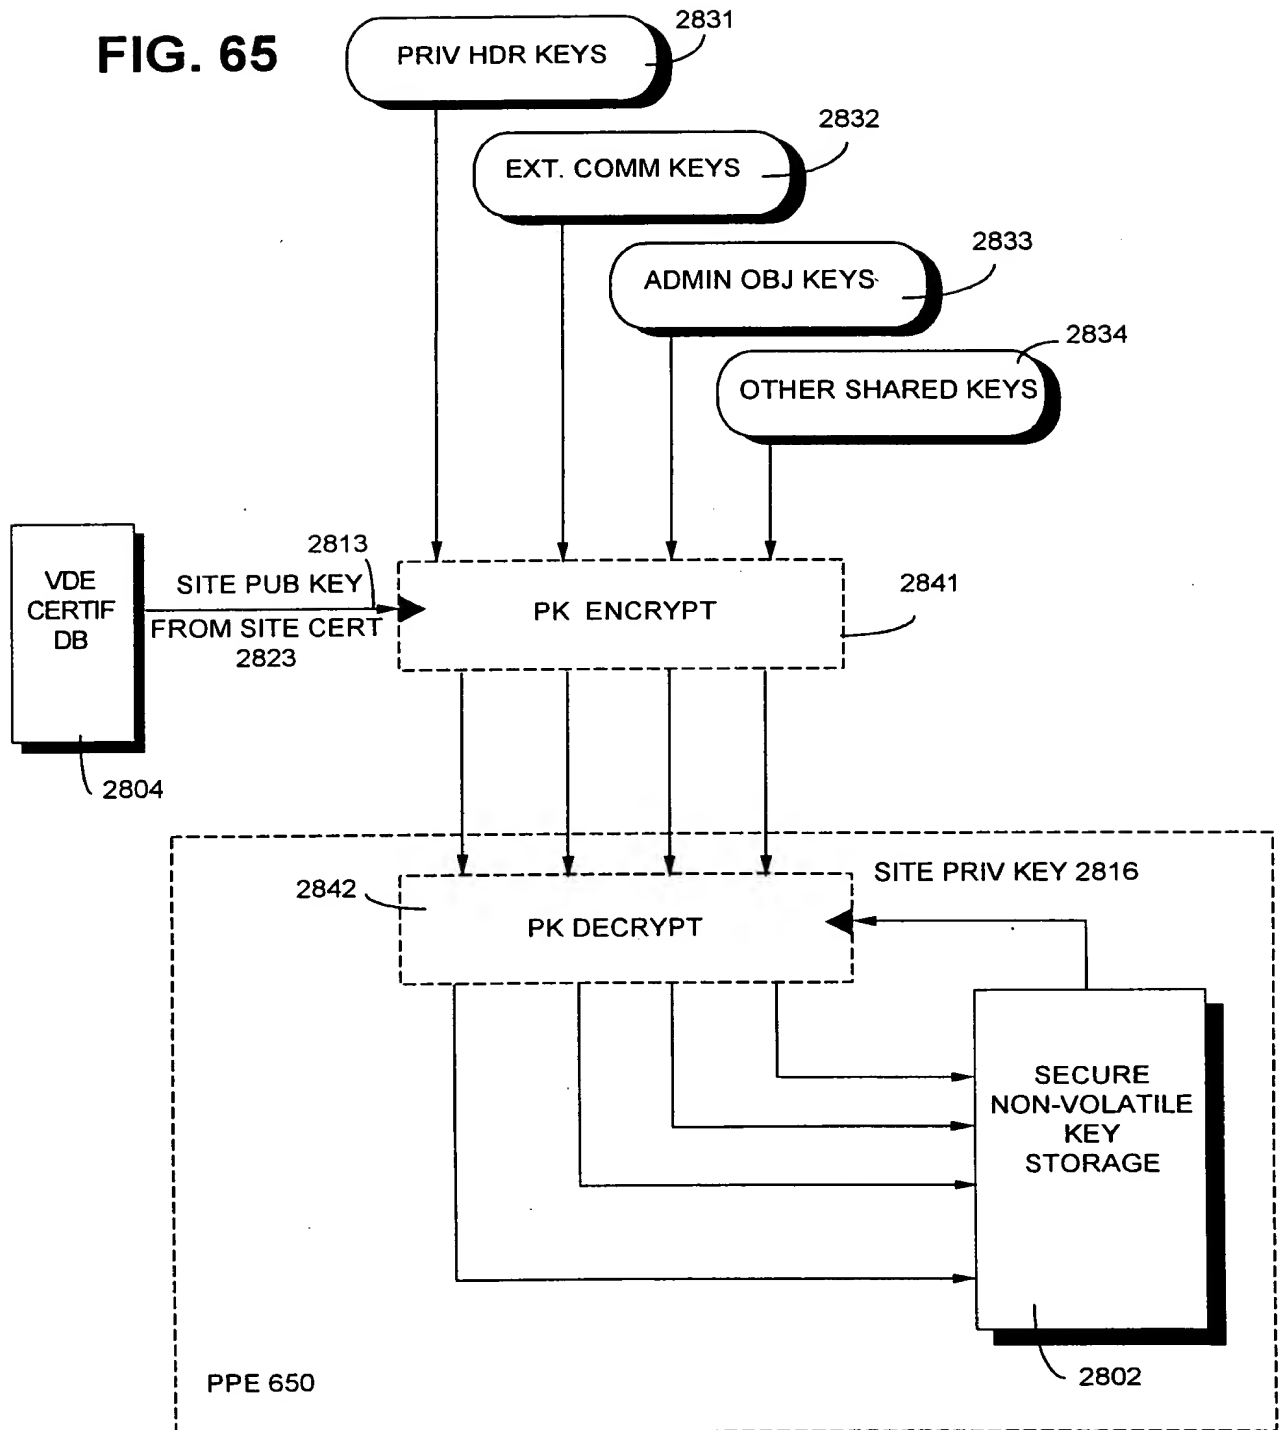 FIG. 65
2831
PRIV HDR KEYS
2832
EXT. COMM KEYS
2833
ADMIN OBJ KEYS
2834
OTHER SHARED KEYS
2813
VDE
CERTIF
DB
SITE PUB KEY
FROM SITE CERT
2823
PK ENCRYPT
2841
2804
2842
PK DECRYPT
SITE PRIV KEY 2816
SECURE
NON-VOLATILE
KEY
STORAGE
2802
PPE 650